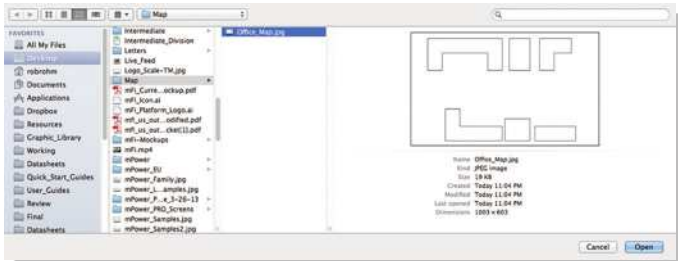 Map
FAVORITES
All My Files
Desktop
robrohm
Documents
Applications
Dropbox
Resources
Graphic_Library
Working
Datasheets
Quick_Start_Guides
User_Guides
Review
Final
Datasheets
Intermediate
Intermediate_Division
Letters
Live_Feed
Logo_Scale-TM.jpg
Map
mFi_Curre...ockup.pdf
mFi_Icon.ai
mFi_Platform_Logo.ai
mfi_us_out...odified.pdf
mfi_us_out...cket(1).pdf
mFi-Mockups
mFi.mp4
mPower
mPower_EU
mPower_Family.jpg
mPower_L...amples.jpg
mPower_P...e_3-26-13
mPower_PRO_Screens
mPower_Samples.jpg
mPower_Samples2.jpg
Office_Map.jpg
Name Office_Map.jpg
Kind JPEG image
Size 19 KB
Created Today 11:04 PM
Modified Today 11:04 PM
Last opened Today 11:04 PM
Dimensions 1003 × 603
Cancel
Open